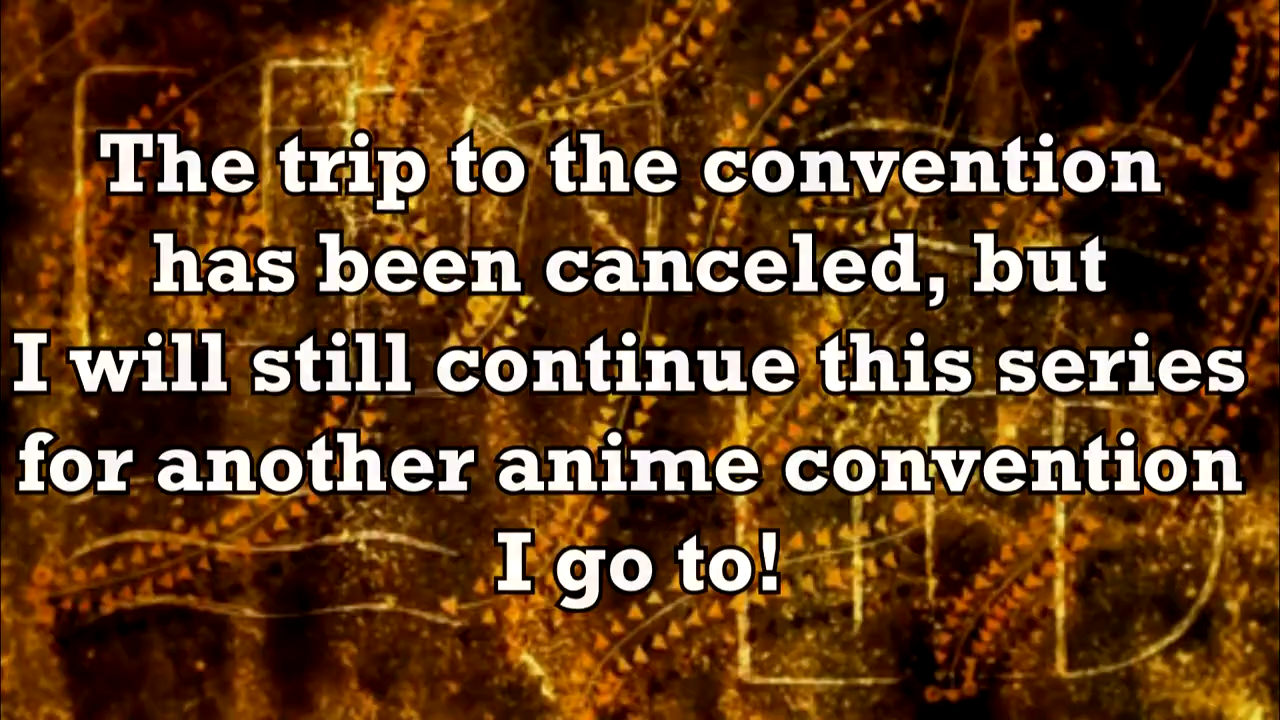 The trip to the convention
has been canceled, but
I will still continue this series
for another anime convention
I go to!